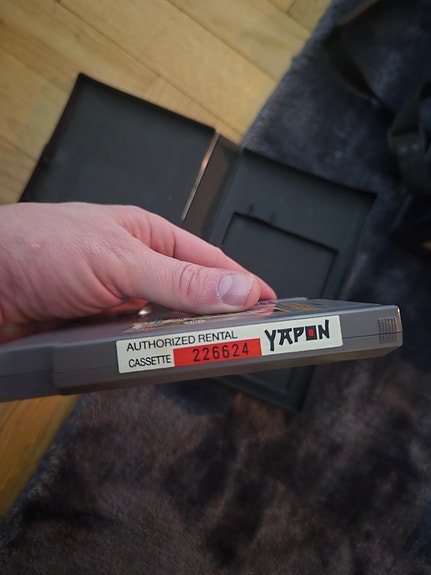 AUTHORIZED RENTAL
CASSETTE 226624
YAPON